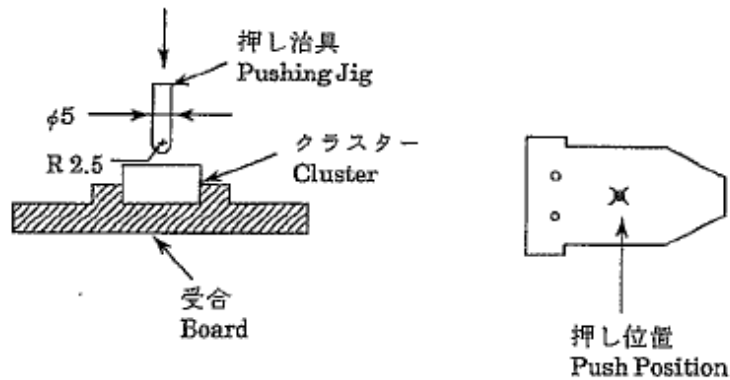 押し治具
Pushing Jig
φ5
R 2.5
クラスター
Cluster
受合
Board
押し位置
Push Position